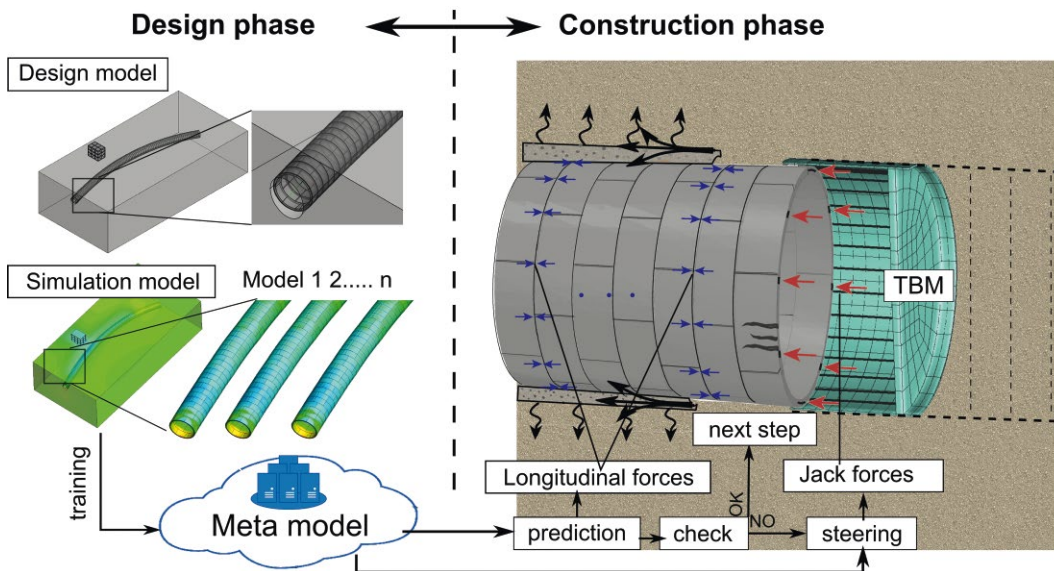 Design phase
Construction phase
Design model
Simulation model
Model 1 2..... n
TBM
next step
Longitudinal forces
Jack forces
training
Meta model
OK
NO
prediction
check
steering